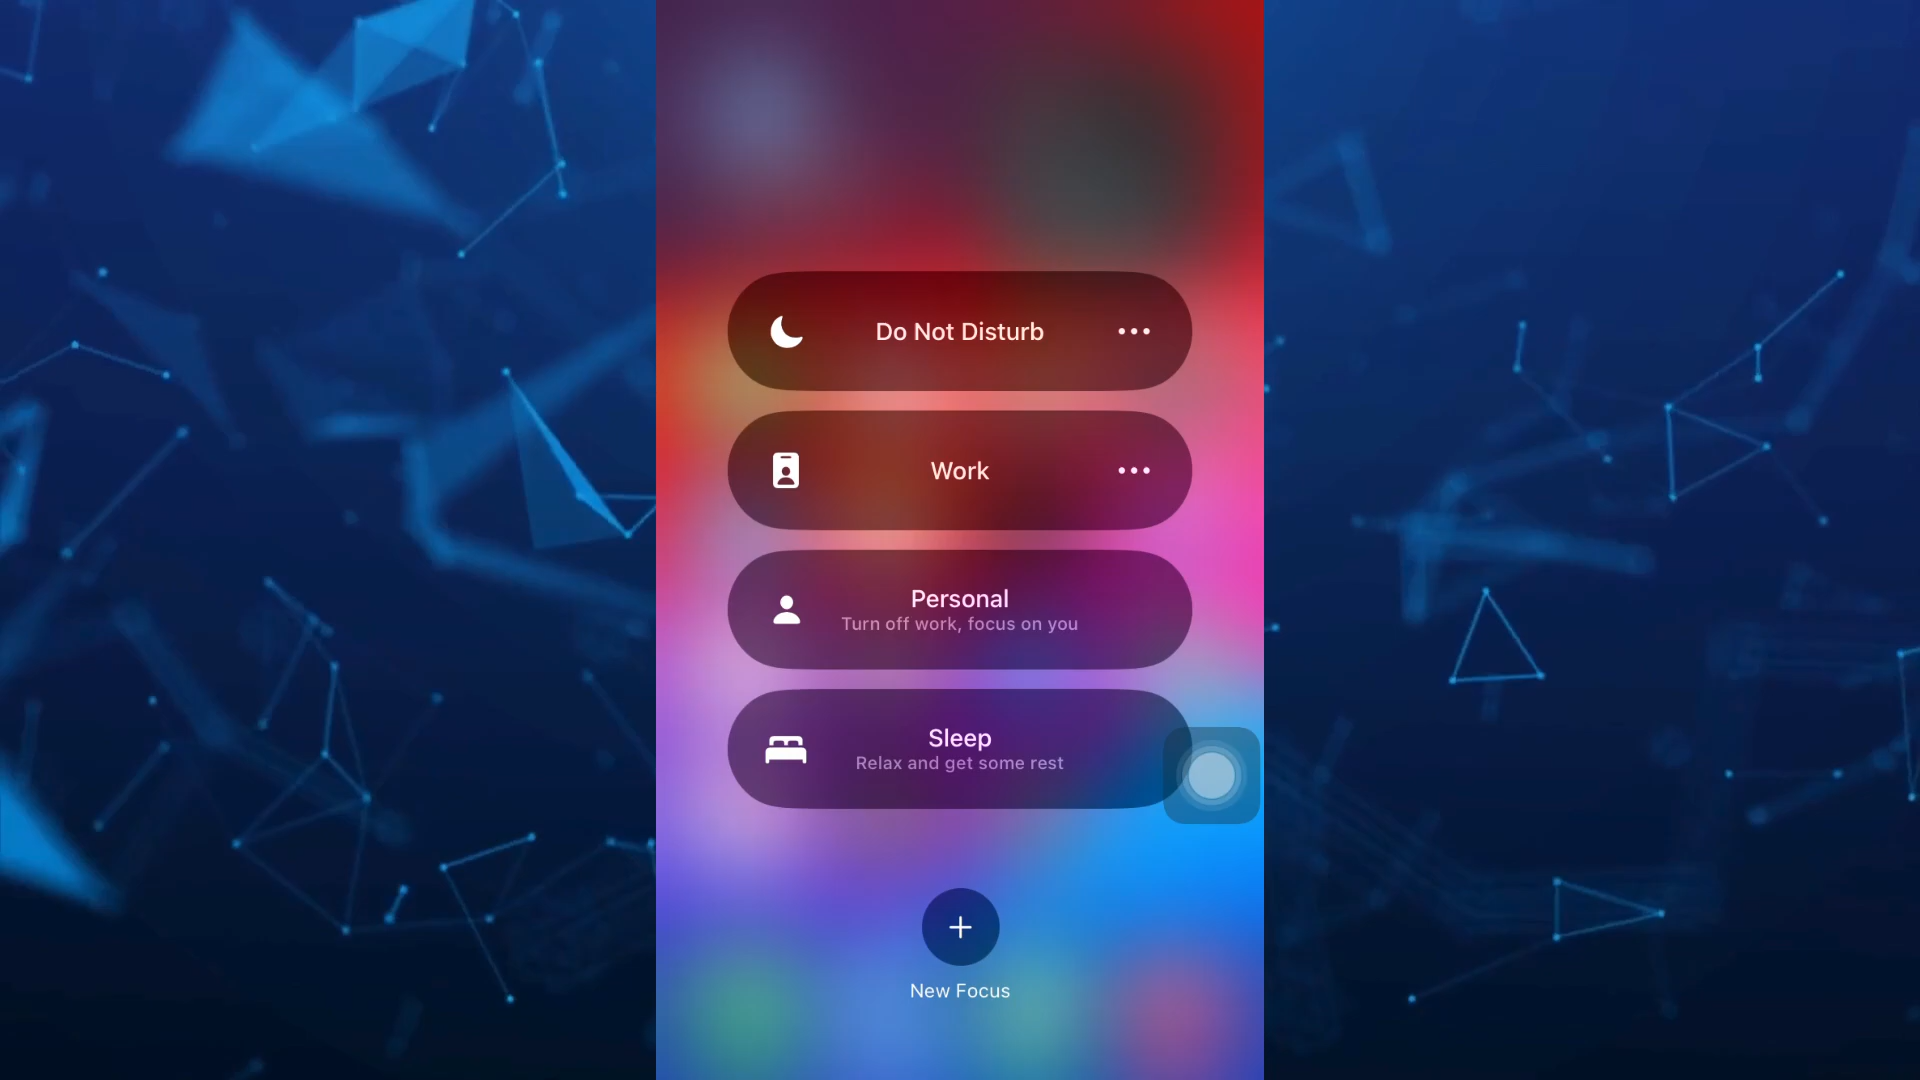 Do Not Disturb
Work
Personal
Turn off work, focus on you
Sleep
Relax and get some rest
New Focus